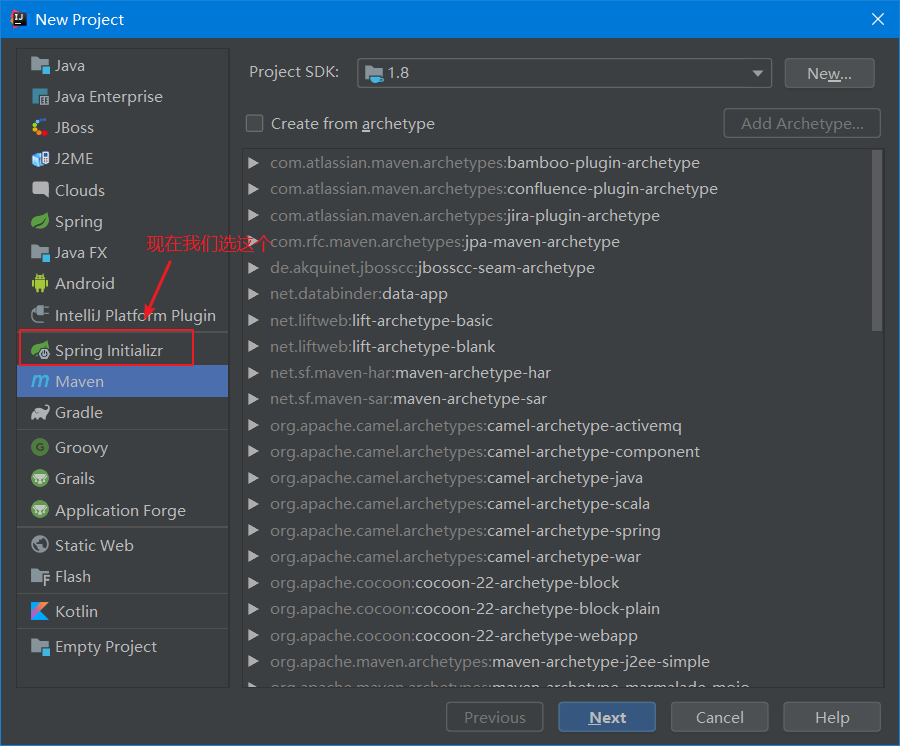 New Project
Java
Java Enterprise
JBoss
J2ME
Clouds
Spring
Java FX
Android
IntelliJ Platform Plugin
Spring Initializr
Maven
Gradle
Groovy
Grails
Application Forge
Static Web
Flash
Kotlin
Empty Project
现在我们选这个
Project SDK: 1.8 New...
Create from archetype Add Archetype...
com.atlassian.maven.archetypes:bamboo-plugin-archetype
com.atlassian.maven.archetypes:confluence-plugin-archetype
com.atlassian.maven.archetypes:jira-plugin-archetype
com.rfc.maven.archetypes:jpa-maven-archetype
de.akquinet.jbosscc:jbosscc-seam-archetype
net.databinder:data-app
net.liftweb:lift-archetype-basic
net.liftweb:lift-archetype-blank
net.sf.maven-har:maven-archetype-har
net.sf.maven-sar:maven-archetype-sar
org.apache.camel.archetypes:camel-archetype-activemq
org.apache.camel.archetypes:camel-archetype-component
org.apache.camel.archetypes:camel-archetype-java
org.apache.camel.archetypes:camel-archetype-scala
org.apache.camel.archetypes:camel-archetype-spring
org.apache.camel.archetypes:camel-archetype-war
org.apache.cocoon:cocoon-22-archetype-block
org.apache.cocoon:cocoon-22-archetype-block-plain
org.apache.cocoon:cocoon-22-archetype-webapp
org.apache.maven.archetypes:maven-archetype-j2ee-simple
org.apache.maven.archetypes:maven-archetype-marmalade-mojo
Previous Next Cancel Help